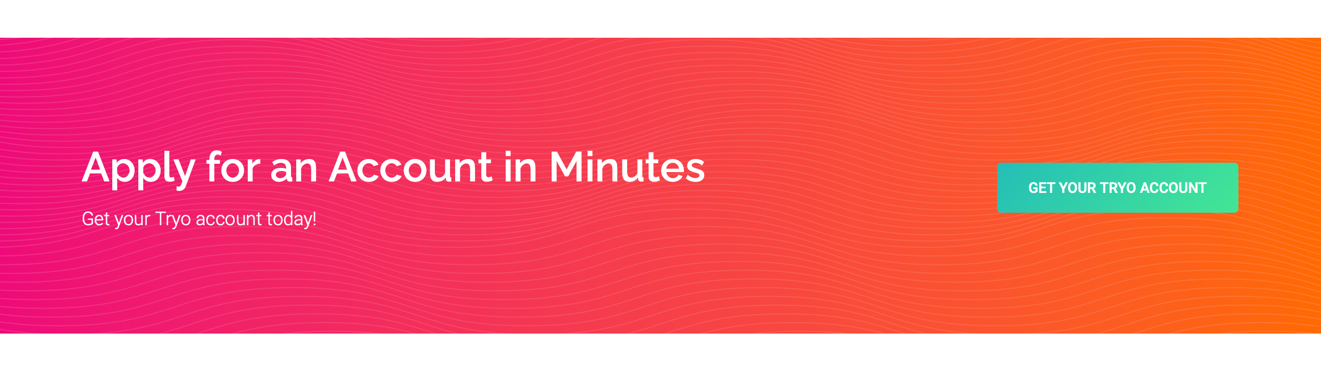 Apply for an Account in Minutes
Get your Tryo account today!
GET YOUR TRYO ACCOUNT